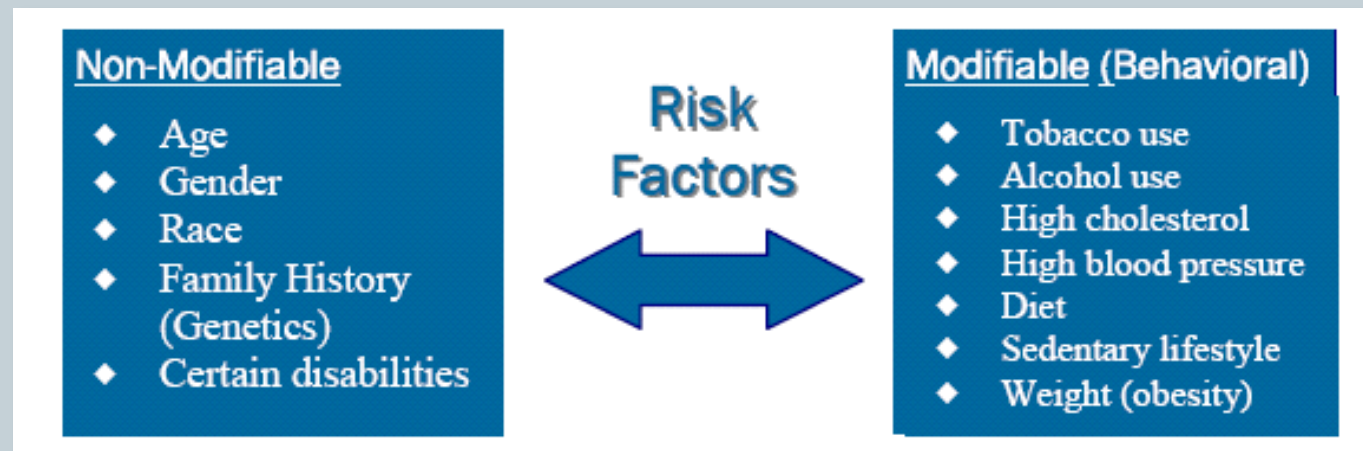 Non-Modifiable
◆ Age
◆ Gender
◆ Race
◆ Family History
(Genetics)
◆ Certain disabilities
Risk
Factors
Modifiable (Behavioral)
◆ Tobacco use
◆ Alcohol use
◆ High cholesterol
◆ High blood pressure
◆ Diet
◆ Sedentary lifestyle
◆ Weight (obesity)